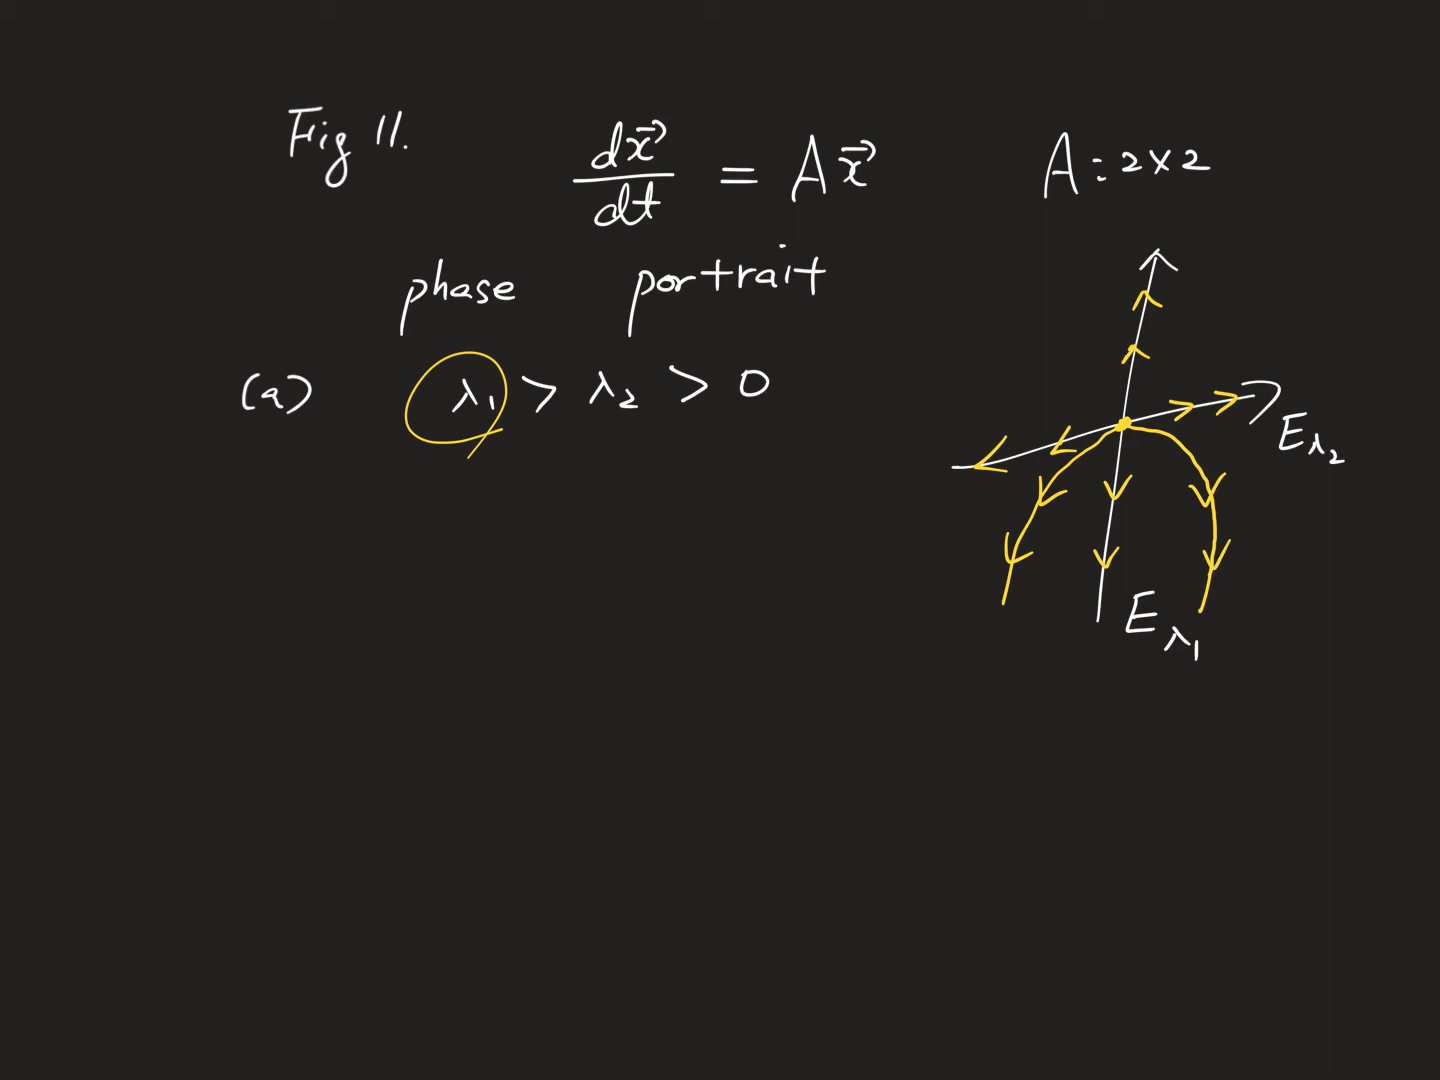 Fig 11.
dx⃗/dt = Ax⃗
A: 2×2
phase portrait
(a) λ₁ > λ₂ > 0
E_λ₂
E_λ₁